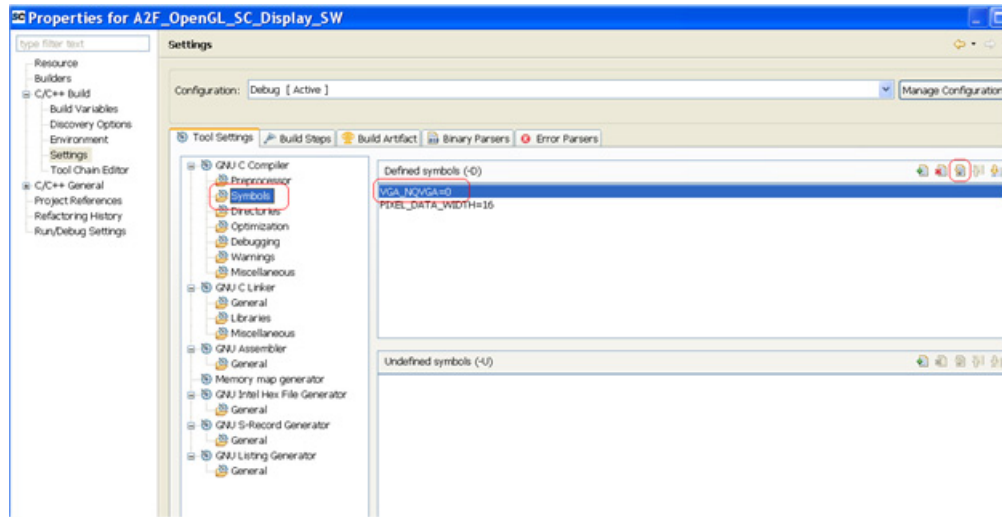 SC Properties for A2F_OpenGL_SC_Display_SW
type filter text
Resource
Builders
C/C++ Build
Build Variables
Discovery Options
Environment
Settings
Tool Chain Editor
C/C++ General
Project References
Refactoring History
Run/Debug Settings
Settings
Configuration: Debug [ Active ]
Manage Configuration
Tool Settings Build Steps Build Artifact Binary Parsers Error Parsers
GNU C Compiler
Preprocessor
Symbols
Directories
Optimization
Debugging
Warnings
Miscellaneous
GNU C Linker
General
Libraries
Miscellaneous
GNU Assembler
General
Memory map generator
GNU Intel Hex File Generator
General
GNU S-Record Generator
General
GNU Listing Generator
General
Defined symbols (-D)
VGA_NQVGA=0
PIXEL_DATA_WIDTH=16
Undefined symbols (-U)